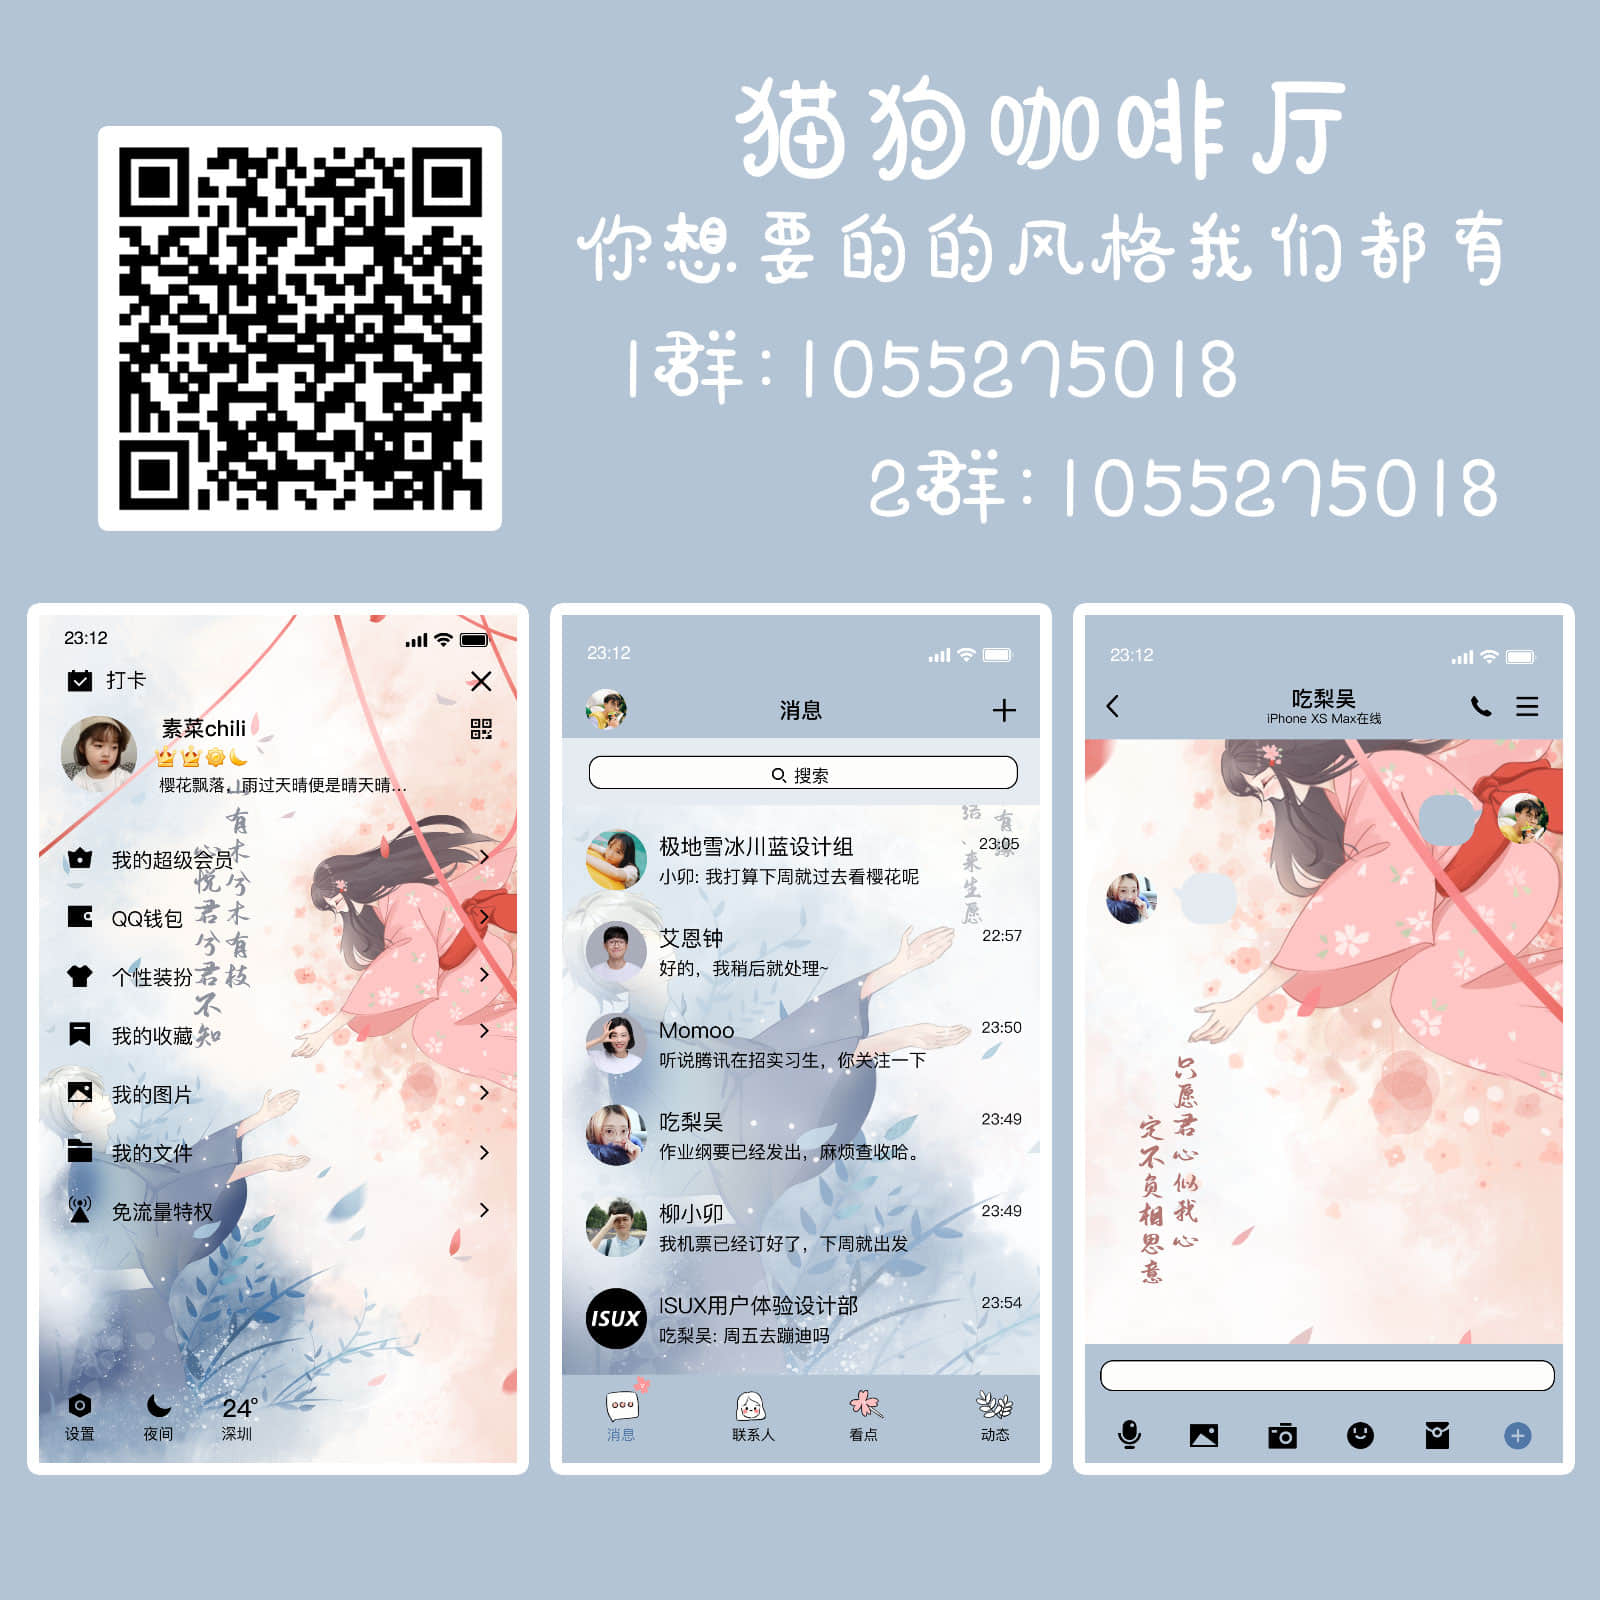 猫狗咖啡厅
你想要的的风格我们都有
1群:1055275018
2群:1055275018
23:12
打卡
素菜chili
樱花飘落，雨过天晴便是晴天晴...
山有木兮木有枝
心悦君兮君不知
我的超级会员
QQ钱包
个性装扮
我的收藏
我的图片
我的文件
免流量特权
24°
设置
夜间
深圳
23:12
消息
搜索
有缘
结、来生愿
极地雪冰川蓝设计组
23:05
小卯: 我打算下周就过去看樱花呢
艾恩钟
22:57
好的，我稍后就处理~
Momoo
23:50
听说腾讯在招实习生，你关注一下
吃梨吴
23:49
作业纲要已经发出，麻烦查收哈。
柳小卯
23:49
我机票已经订好了，下周就出发
ISUX
ISUX用户体验设计部
23:54
吃梨吴: 周五去蹦迪吗
消息
联系人
看点
动态
23:12
吃梨吴
iPhone XS Max在线
只愿君心似我心
定不负相思意